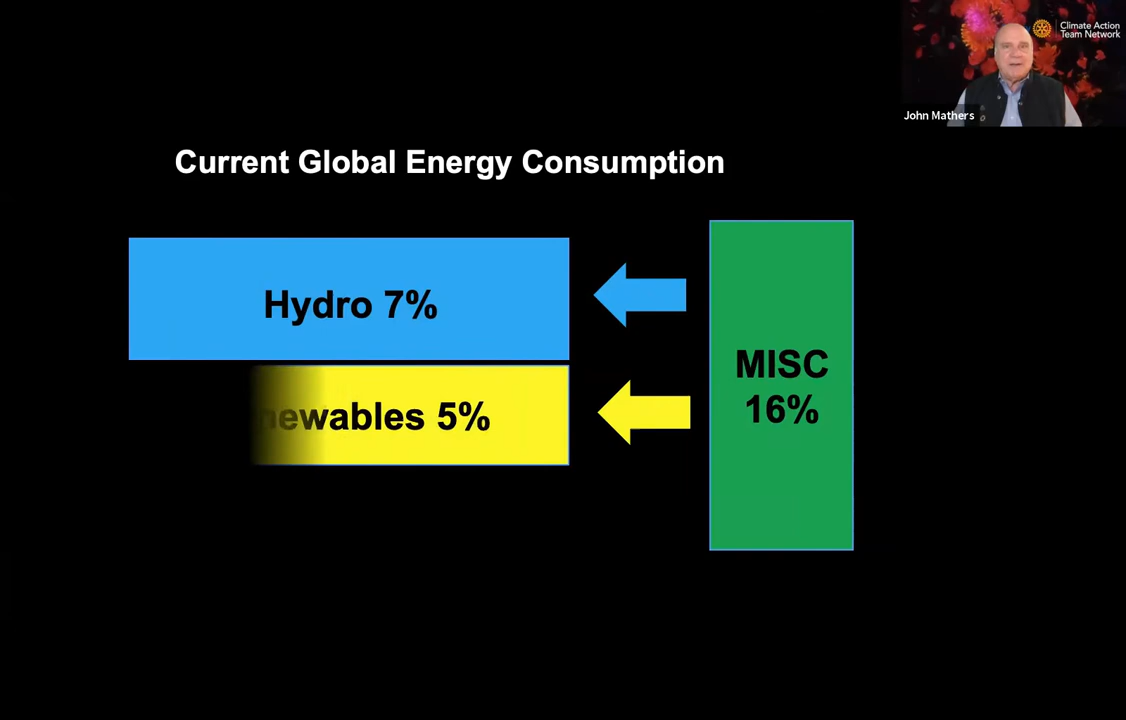 Climate Action
Team Network
John Mathers
Current Global Energy Consumption
Hydro 7%
newables 5%
MISC
16%